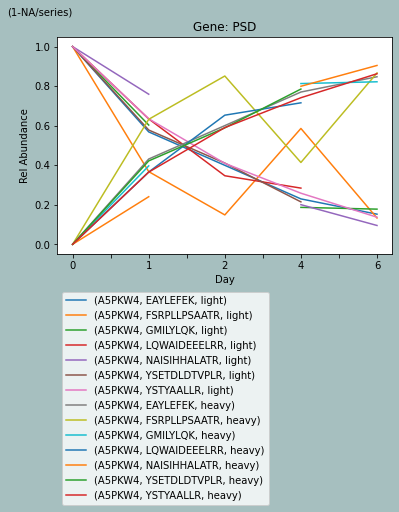 (1-NA/series)
Gene: PSD
1.0
0.8
0.6
0.4
0.2
0.0
Rel Abundance
0 1 2 4 6
Day
(A5PKW4, EAYLEFEK, light)
(A5PKW4, FSRPLLPSAATR, light)
(A5PKW4, GMILYLQK, light)
(A5PKW4, LQWAIDEEELRR, light)
(A5PKW4, NAISIHHALATR, light)
(A5PKW4, YSETDLDTVPLR, light)
(A5PKW4, YSTYAALLR, light)
(A5PKW4, EAYLEFEK, heavy)
(A5PKW4, FSRPLLPSAATR, heavy)
(A5PKW4, GMILYLQK, heavy)
(A5PKW4, LQWAIDEEELRR, heavy)
(A5PKW4, NAISIHHALATR, heavy)
(A5PKW4, YSETDLDTVPLR, heavy)
(A5PKW4, YSTYAALLR, heavy)